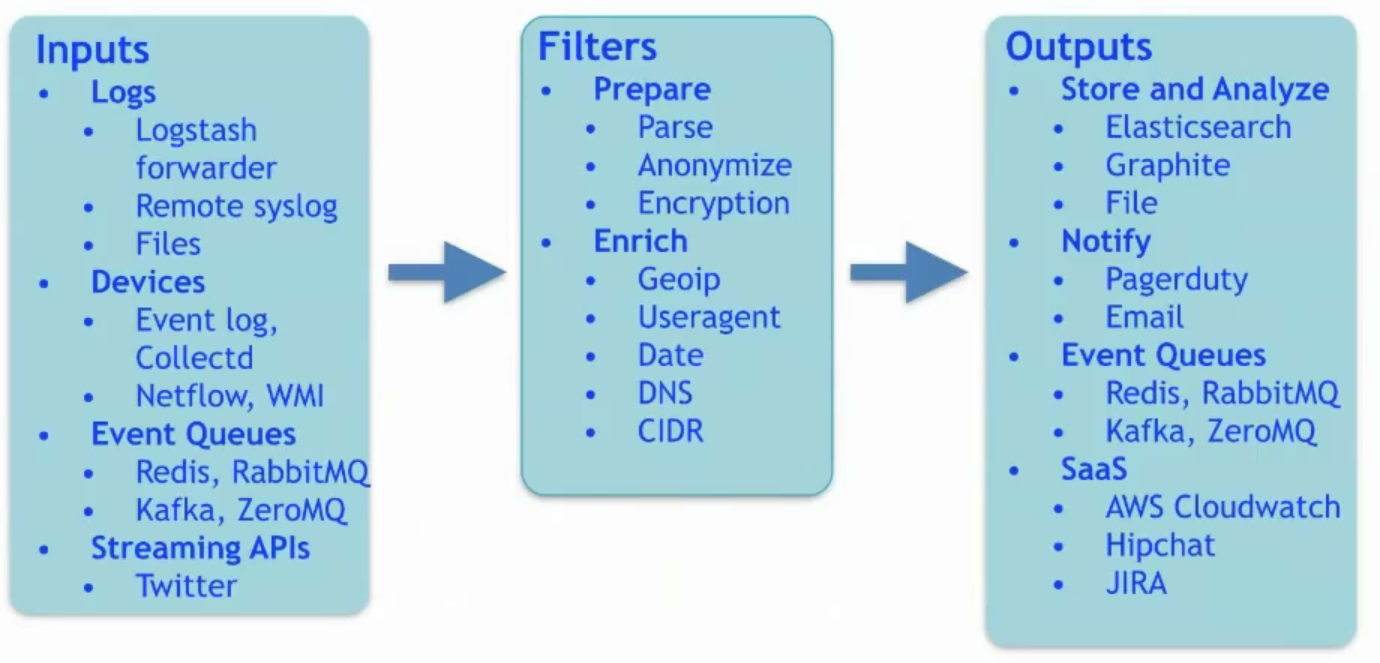 Inputs
• Logs
• Logstash
forwarder
• Remote syslog
• Files
• Devices
• Event log,
Collectd
• Netflow, WMI
• Event Queues
• Redis, RabbitMQ
• Kafka, ZeroMQ
• Streaming APIs
• Twitter
Filters
• Prepare
• Parse
• Anonymize
• Encryption
• Enrich
• Geoip
• Useragent
• Date
• DNS
• CIDR
Outputs
• Store and Analyze
• Elasticsearch
• Graphite
• File
• Notify
• Pagerduty
• Email
• Event Queues
• Redis, RabbitMQ
• Kafka, ZeroMQ
• SaaS
• AWS Cloudwatch
• Hipchat
• JIRA